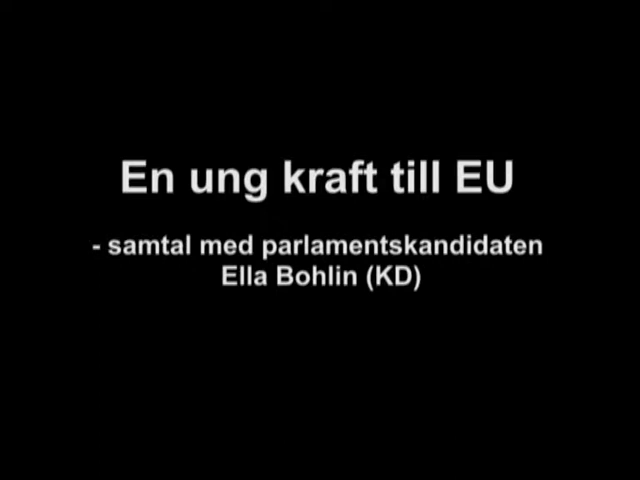 En ung kraft till EU
- samtal med parlamentskandidaten
Ella Bohlin (KD)